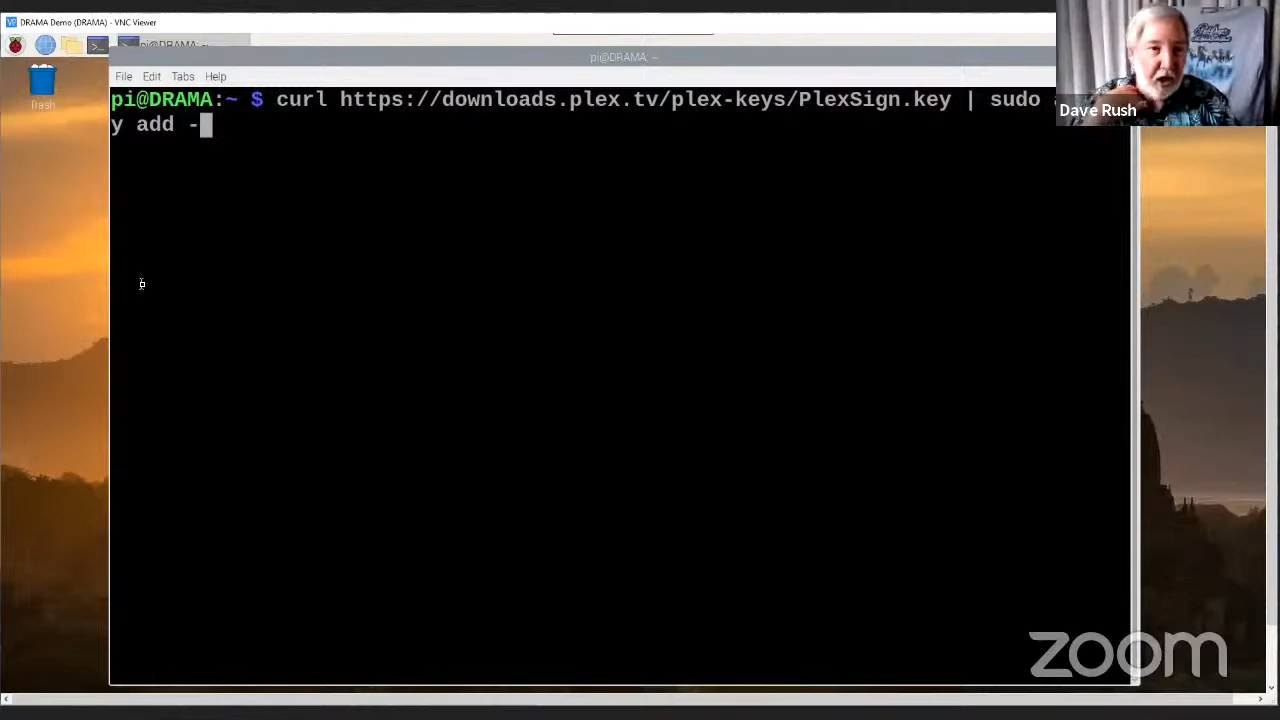 DRAMA Demo (DRAMA) - VNC Viewer
pi@DRAMA: ~
pi@DRAMA: ~
File Edit Tabs Help
Trash
pi@DRAMA:~ $ curl https://downloads.plex.tv/plex-keys/PlexSign.key | sudo
y add -
Dave Rush
zoom